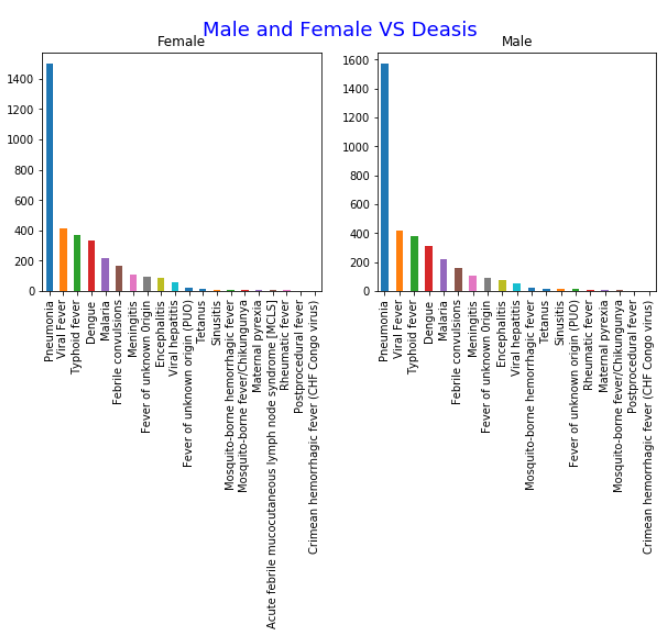 Male and Female VS Deasis
Female
1400
1200
1000
800
600
400
200
0
Pneumonia
Viral Fever
Typhoid fever
Dengue
Malaria
Febrile convulsions
Meningitis
Fever of unknown 0rigin
Encephalitis
Viral hepatitis
Fever of unknown origin (PUO)
Tetanus
Sinusitis
Mosquito-borne hemorrhagic fever
Mosquito-borne fever/Chikungunya
Maternal pyrexia
Acute febrile mucocutaneous lymph node syndrome [MCLS]
Rheumatic fever
Postprocedural fever
Crimean hemorrhagic fever (CHF Congo virus)
Male
1600
1400
1200
1000
800
600
400
200
0
Pneumonia
Viral Fever
Typhoid fever
Dengue
Malaria
Febrile convulsions
Meningitis
Fever of unknown 0rigin
Encephalitis
Viral hepatitis
Mosquito-borne hemorrhagic fever
Tetanus
Sinusitis
Fever of unknown origin (PUO)
Rheumatic fever
Maternal pyrexia
Mosquito-borne fever/Chikungunya
Postprocedural fever
Crimean hemorrhagic fever (CHF Congo virus)